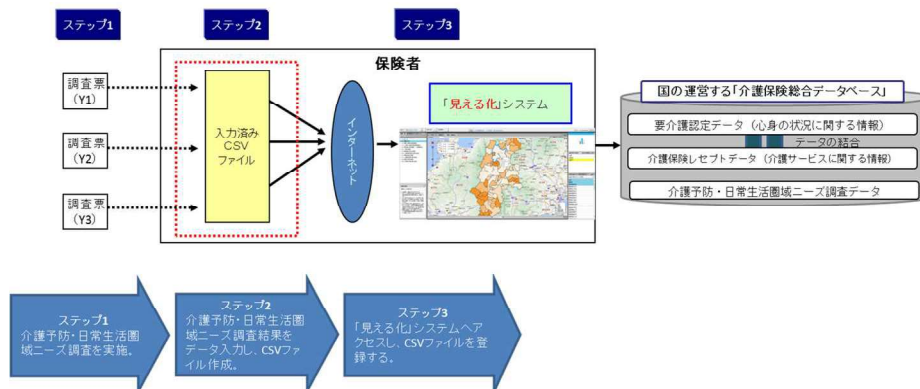 ステップ1
ステップ2
ステップ3
保険者
調査票
(Y1)
調査票
(Y2)
調査票
(Y3)
入力済み
CSV
ファイル
インターネット
「見える化」システム
国の運営する「介護保険総合データベース」
要介護認定データ（心身の状況に関する情報）
データの結合
介護保険レセプトデータ（介護サービスに関する情報）
介護予防・日常生活圏域ニーズ調査データ
ステップ1
介護予防・日常生活圏
域ニーズ調査を実施。
ステップ2
介護予防・日常生活圏
域ニーズ調査結果を
データ入力し、CSVファ
イル作成。
ステップ3
「見える化」システムへア
クセスし、CSVファイルを登
録する。